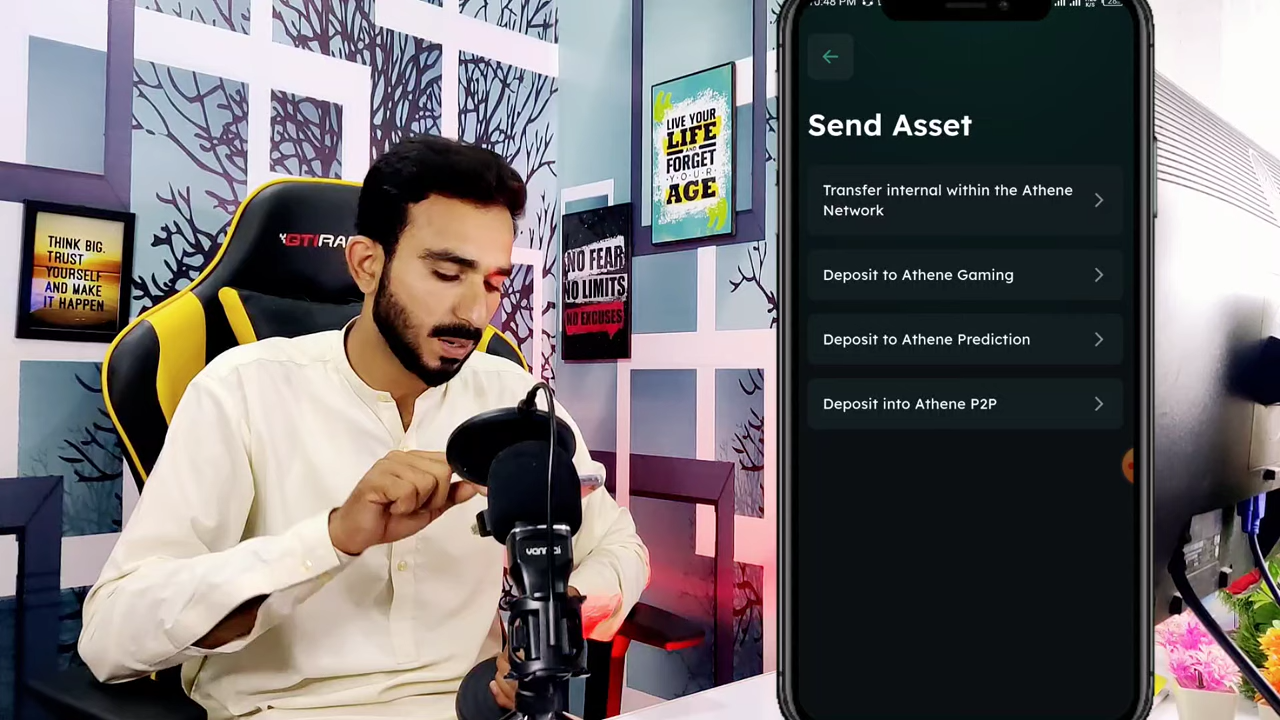 THINK BIG.
TRUST
YOURSELF
AND MAKE
IT HAPPEN
LIVE YOUR
LIFE
AND
FORGET
YOUR
AGE
NO FEAR
NO LIMITS
NO EXCUSES
Send Asset
Transfer internal within the Athene
Network
Deposit to Athene Gaming
Deposit to Athene Prediction
Deposit into Athene P2P